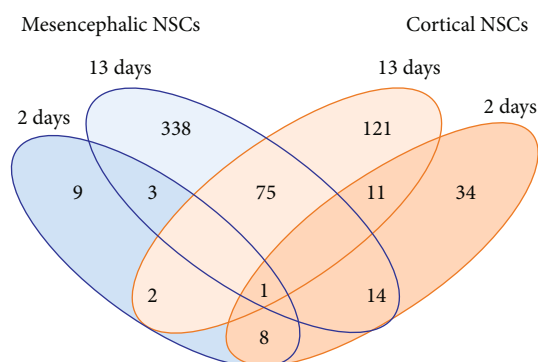 Mesencephalic NSCs Cortical NSCs
13 days 13 days
2 days 2 days
338 121
9 3 75 11 34
2 1 14
8